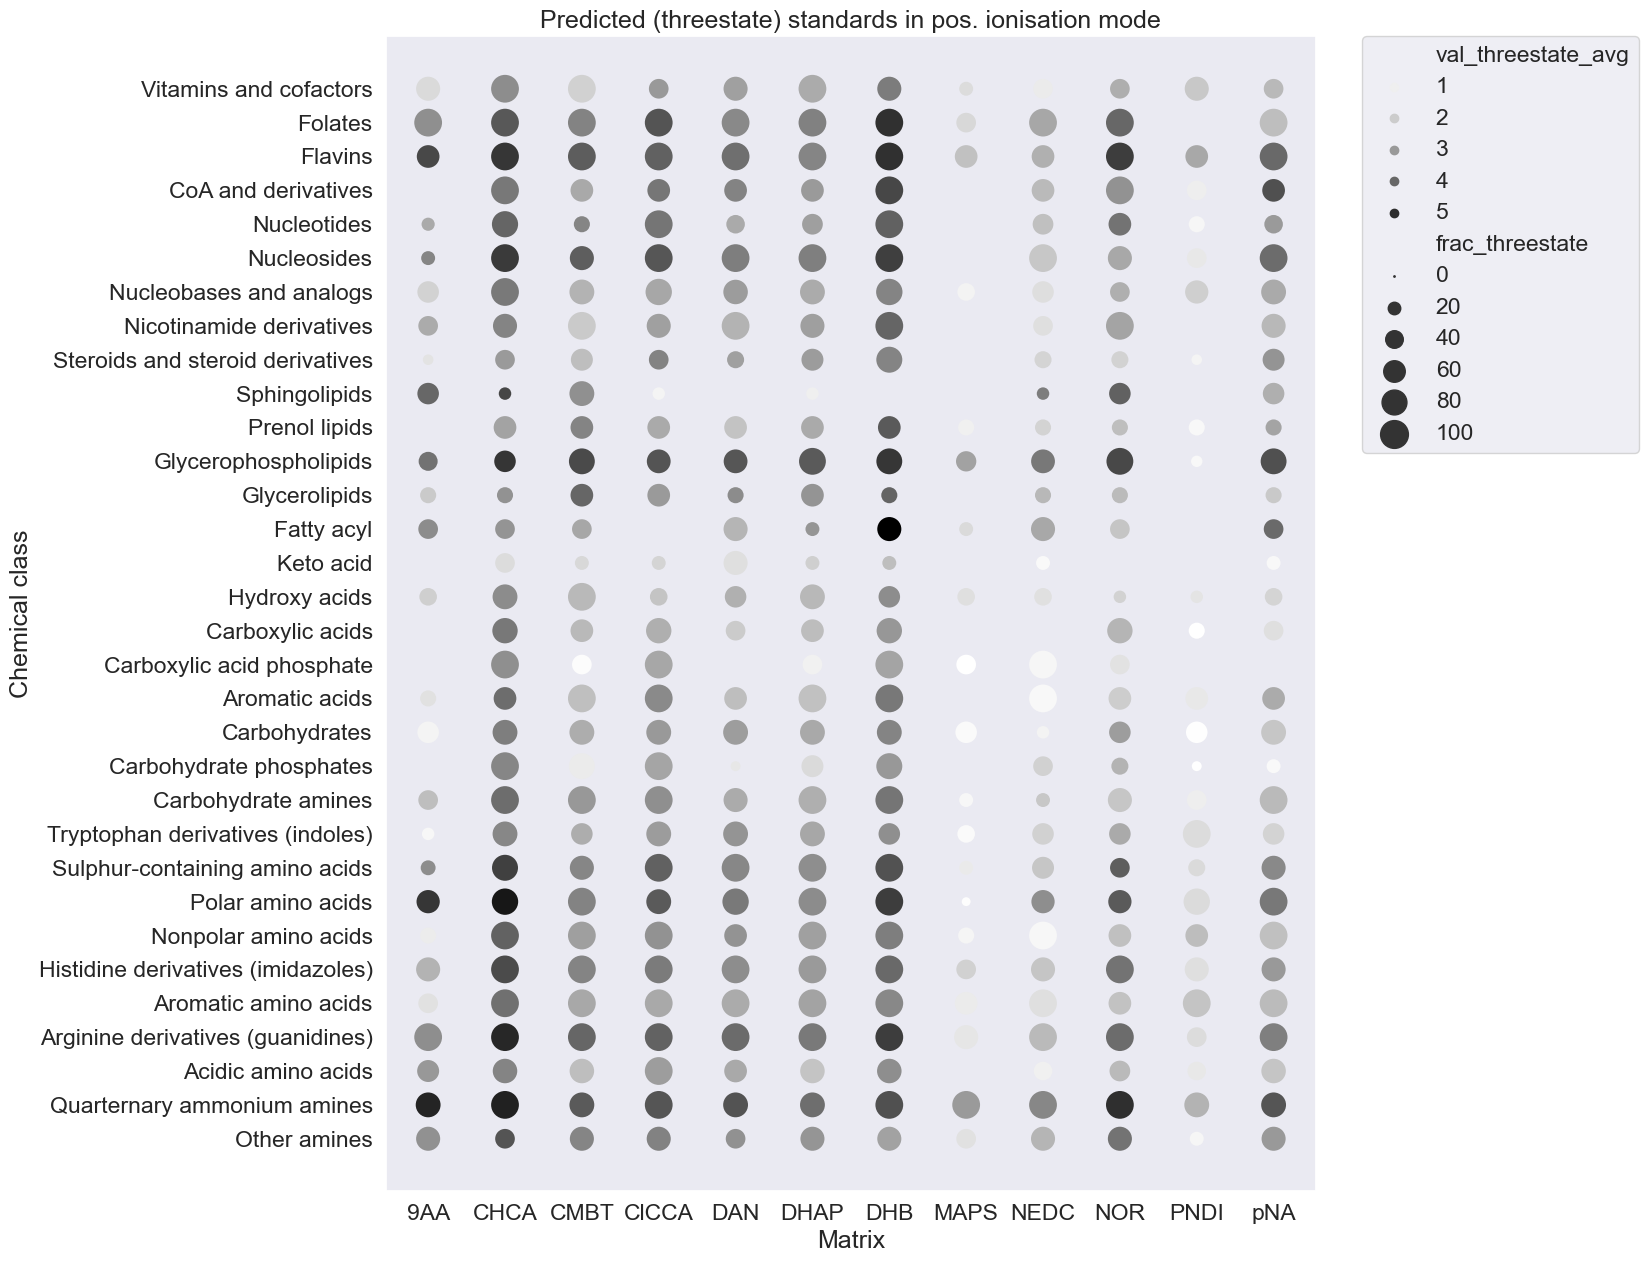 Predicted (threestate) standards in pos. ionisation mode
Chemical class
Vitamins and cofactors
Folates
Flavins
CoA and derivatives
Nucleotides
Nucleosides
Nucleobases and analogs
Nicotinamide derivatives
Steroids and steroid derivatives
Sphingolipids
Prenol lipids
Glycerophospholipids
Glycerolipids
Fatty acyl
Keto acid
Hydroxy acids
Carboxylic acids
Carboxylic acid phosphate
Aromatic acids
Carbohydrates
Carbohydrate phosphates
Carbohydrate amines
Tryptophan derivatives (indoles)
Sulphur-containing amino acids
Polar amino acids
Nonpolar amino acids
Histidine derivatives (imidazoles)
Aromatic amino acids
Arginine derivatives (guanidines)
Acidic amino acids
Quarternary ammonium amines
Other amines
9AA CHCA CMBT ClCCA DAN DHAP DHB MAPS NEDC NOR PNDI pNA
Matrix
val_threestate_avg
1
2
3
4
5
frac_threestate
0
20
40
60
80
100